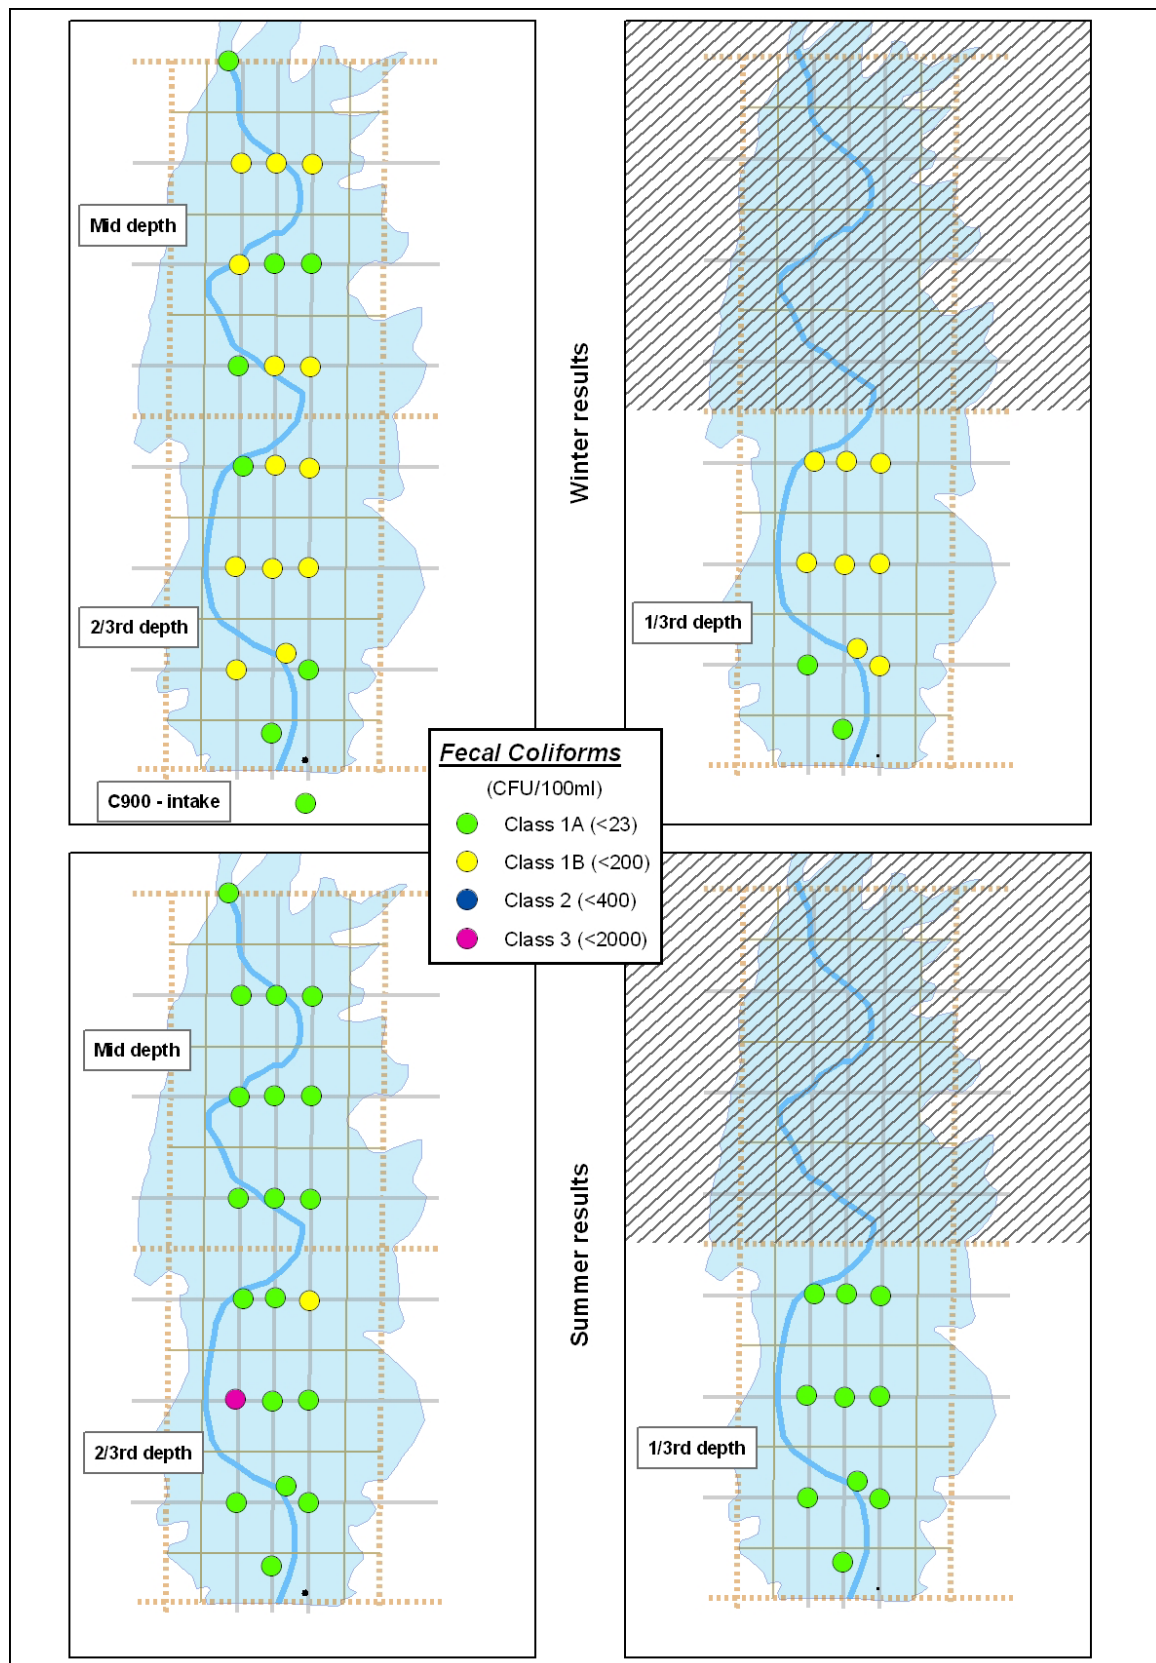 Mid depth
2/3rd depth
C900 - intake
Winter results
1/3rd depth
Fecal Coliforms
(CFU/100ml)
Class 1A (<23)
Class 1B (<200)
Class 2 (<400)
Class 3 (<2000)
Mid depth
2/3rd depth
Summer results
1/3rd depth